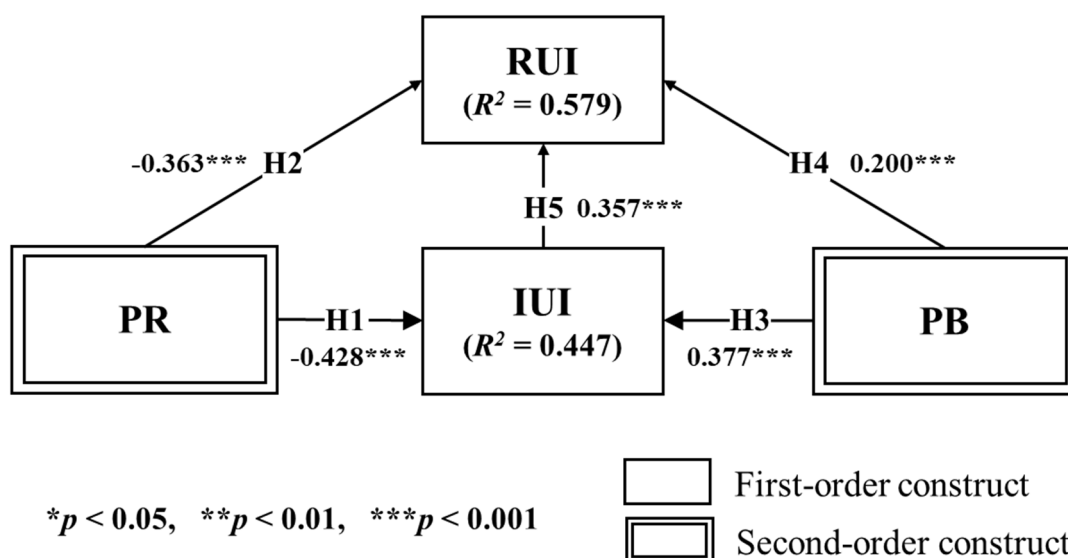 RUI
(R² = 0.579)
-0.363*** H2
H4 0.200***
H5 0.357***
PR
H1
-0.428***
IUI
(R² = 0.447)
H3
0.377***
PB
First-order construct
*p < 0.05, **p < 0.01, ***p < 0.001
Second-order construct